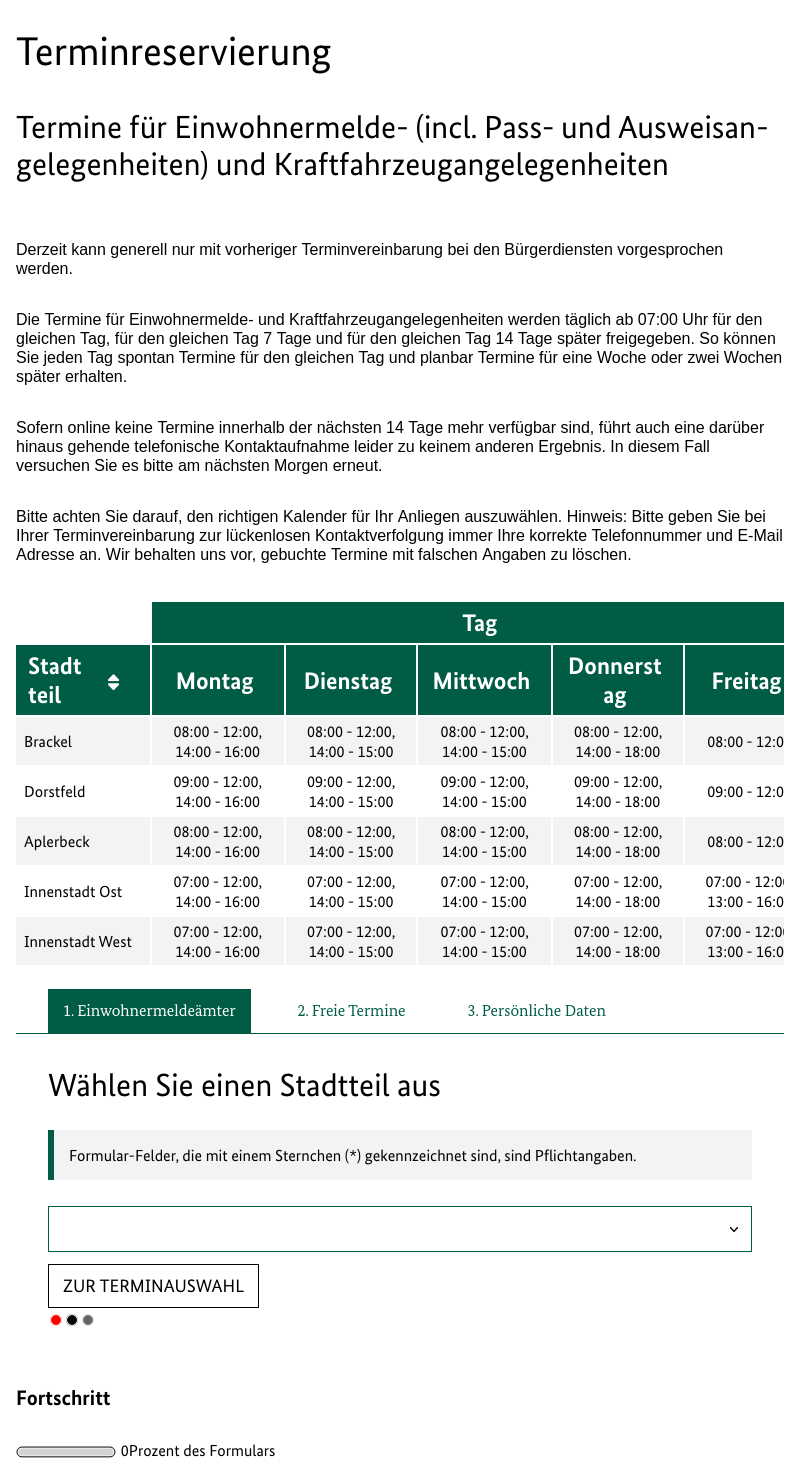 Terminreservierung
Termine für Einwohnermelde- (incl. Pass- und Ausweisan-
gelegenheiten) und Kraftfahrzeugangelegenheiten
Derzeit kann generell nur mit vorheriger Terminvereinbarung bei den Bürgerdiensten vorgesprochen
werden.
Die Termine für Einwohnermelde- und Kraftfahrzeugangelegenheiten werden täglich ab 07:00 Uhr für den
gleichen Tag, für den gleichen Tag 7 Tage und für den gleichen Tag 14 Tage später freigegeben. So können
Sie jeden Tag spontan Termine für den gleichen Tag und planbar Termine für eine Woche oder zwei Wochen
später erhalten.
Sofern online keine Termine innerhalb der nächsten 14 Tage mehr verfügbar sind, führt auch eine darüber
hinaus gehende telefonische Kontaktaufnahme leider zu keinem anderen Ergebnis. In diesem Fall
versuchen Sie es bitte am nächsten Morgen erneut.
Bitte achten Sie darauf, den richtigen Kalender für Ihr Anliegen auszuwählen. Hinweis: Bitte geben Sie bei
Ihrer Terminvereinbarung zur lückenlosen Kontaktverfolgung immer Ihre korrekte Telefonnummer und E-Mail
Adresse an. Wir behalten uns vor, gebuchte Termine mit falschen Angaben zu löschen.
Tag
Stadt Donnerst
teil Montag Dienstag Mittwoch ag Freitag
08:00 - 12:00, 08:00 - 12:00, 08:00 - 12:00, 08:00 - 12:00,
Brackel 08:00 - 12:0
14:00 - 16:00 14:00 - 15:00 14:00 - 15:00 14:00 - 18:00
09:00 - 12:00, 09:00 - 12:00, 09:00 - 12:00, 09:00 - 12:00,
Dorstfeld 09:00 - 12:0
14:00 - 16:00 14:00 - 15:00 14:00 - 15:00 14:00 - 18:00
08:00 - 12:00, 08:00 - 12:00, 08:00 - 12:00, 08:00 - 12:00,
Aplerbeck 08:00 - 12:0
14:00 - 16:00 14:00 - 15:00 14:00 - 15:00 14:00 - 18:00
07:00 - 12:00, 07:00 - 12:00, 07:00 - 12:00, 07:00 - 12:00, 07:00 - 12:00
Innenstadt Ost
14:00 - 16:00 14:00 - 15:00 14:00 - 15:00 14:00 - 18:00 13:00 - 16:0
07:00 - 12:00, 07:00 - 12:00, 07:00 - 12:00, 07:00 - 12:00, 07:00 - 12:00
Innenstadt West
14:00 - 16:00 14:00 - 15:00 14:00 - 15:00 14:00 - 18:00 13:00 - 16:0
1. Einwohnermeldeämter 2. Freie Termine 3. Persönliche Daten
Wählen Sie einen Stadtteil aus
Formular-Felder, die mit einem Sternchen (*) gekennzeichnet sind, sind Pflichtangaben.
ZUR TERMINAUSWAHL
Fortschritt
0Prozent des Formulars